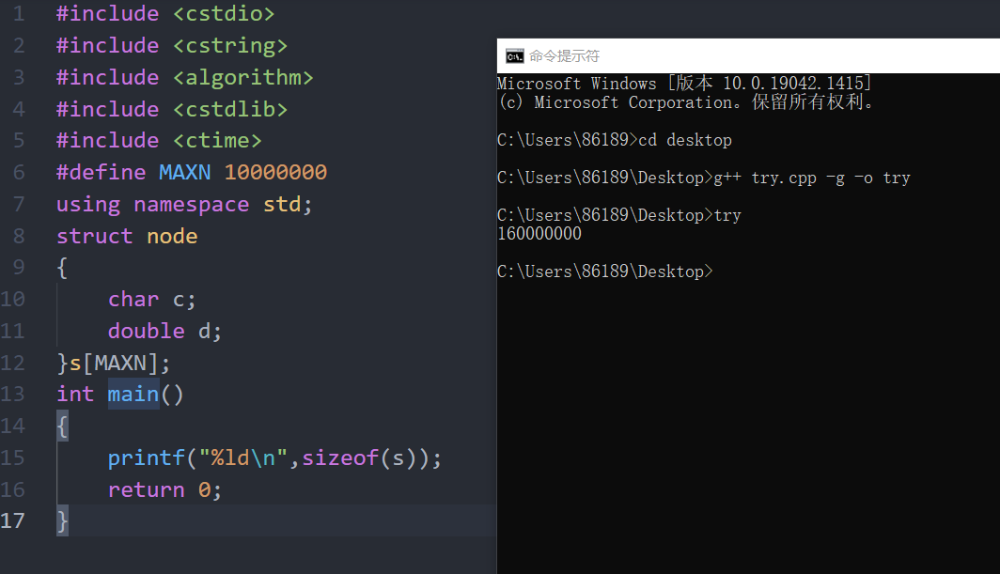 1 #include <cstdio>
2 #include <cstring>
3 #include <algorithm>
4 #include <cstdlib>
5 #include <ctime>
6 #define MAXN 10000000
7 using namespace std;
8 struct node
9 {
10 char c;
11 double d;
12 }s[MAXN];
13 int main()
14 {
15 printf("%ld\n",sizeof(s));
16 return 0;
17 }
命令提示符
Microsoft Windows [版本 10.0.19042.1415]
(c) Microsoft Corporation。保留所有权利。
C:\Users\86189>cd desktop
C:\Users\86189\Desktop>g++ try.cpp -g -o try
C:\Users\86189\Desktop>try
160000000
C:\Users\86189\Desktop>